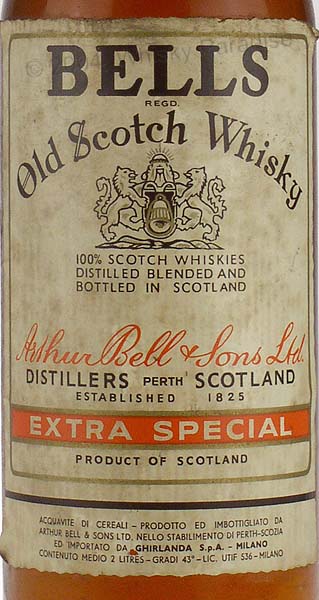 BELLS
REGD.
Old Scotch Whisky
100% SCOTCH WHISKIES
DISTILLED BLENDED AND
BOTTLED IN SCOTLAND
Arthur Bell & Sons Ltd.
DISTILLERS PERTH SCOTLAND
ESTABLISHED 1825
EXTRA SPECIAL
PRODUCT OF SCOTLAND
ACQUAVITE DI CEREALI - PRODOTTO ED IMBOTTIGLIATO DA
ARTHUR BELL & SONS LTD. NELLO STABILIMENTO DI PERTH-SCOZIA
ED IMPORTATO DA GHIRLANDA S.p.A. - MILANO
CONTENUTO MEDIO 2 LITRES - GRADI 43° - LIC. UTIF 536 - MILANO